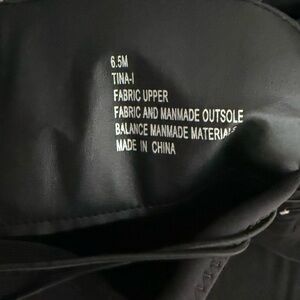 6.5M
TINA-I
FABRIC UPPER
FABRIC AND MANMADE OUTSOLE
BALANCE MANMADE MATERIALS
MADE IN CHINA